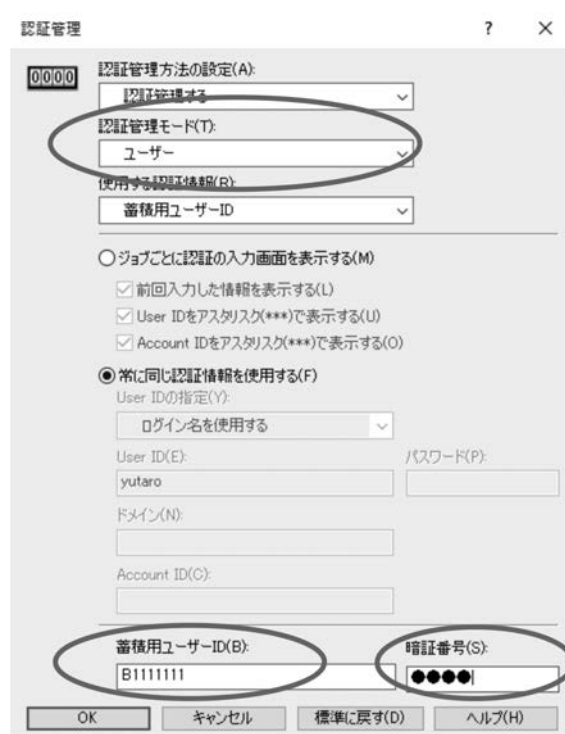 認証管理 ? ×
0000 認証管理方法の設定(A):
認証管理する
認証管理モード(T):
ユーザー
使用する認証情報(R):
蓄積用ユーザーID
ジョブごとに認証の入力画面を表示する(M)
前回入力した情報を表示する(L)
User IDをアスタリスク(***)で表示する(U)
Account IDをアスタリスク(***)で表示する(O)
常に同じ認証情報を使用する(F)
User IDの指定(Y):
ログイン名を使用する
User ID(E): パスワード(P):
yutaro
ドメイン(N):
Account ID(C):
蓄積用ユーザーID(B): 暗証番号(S):
B1111111 ●●●●
OK キャンセル 標準に戻す(D) ヘルプ(H)